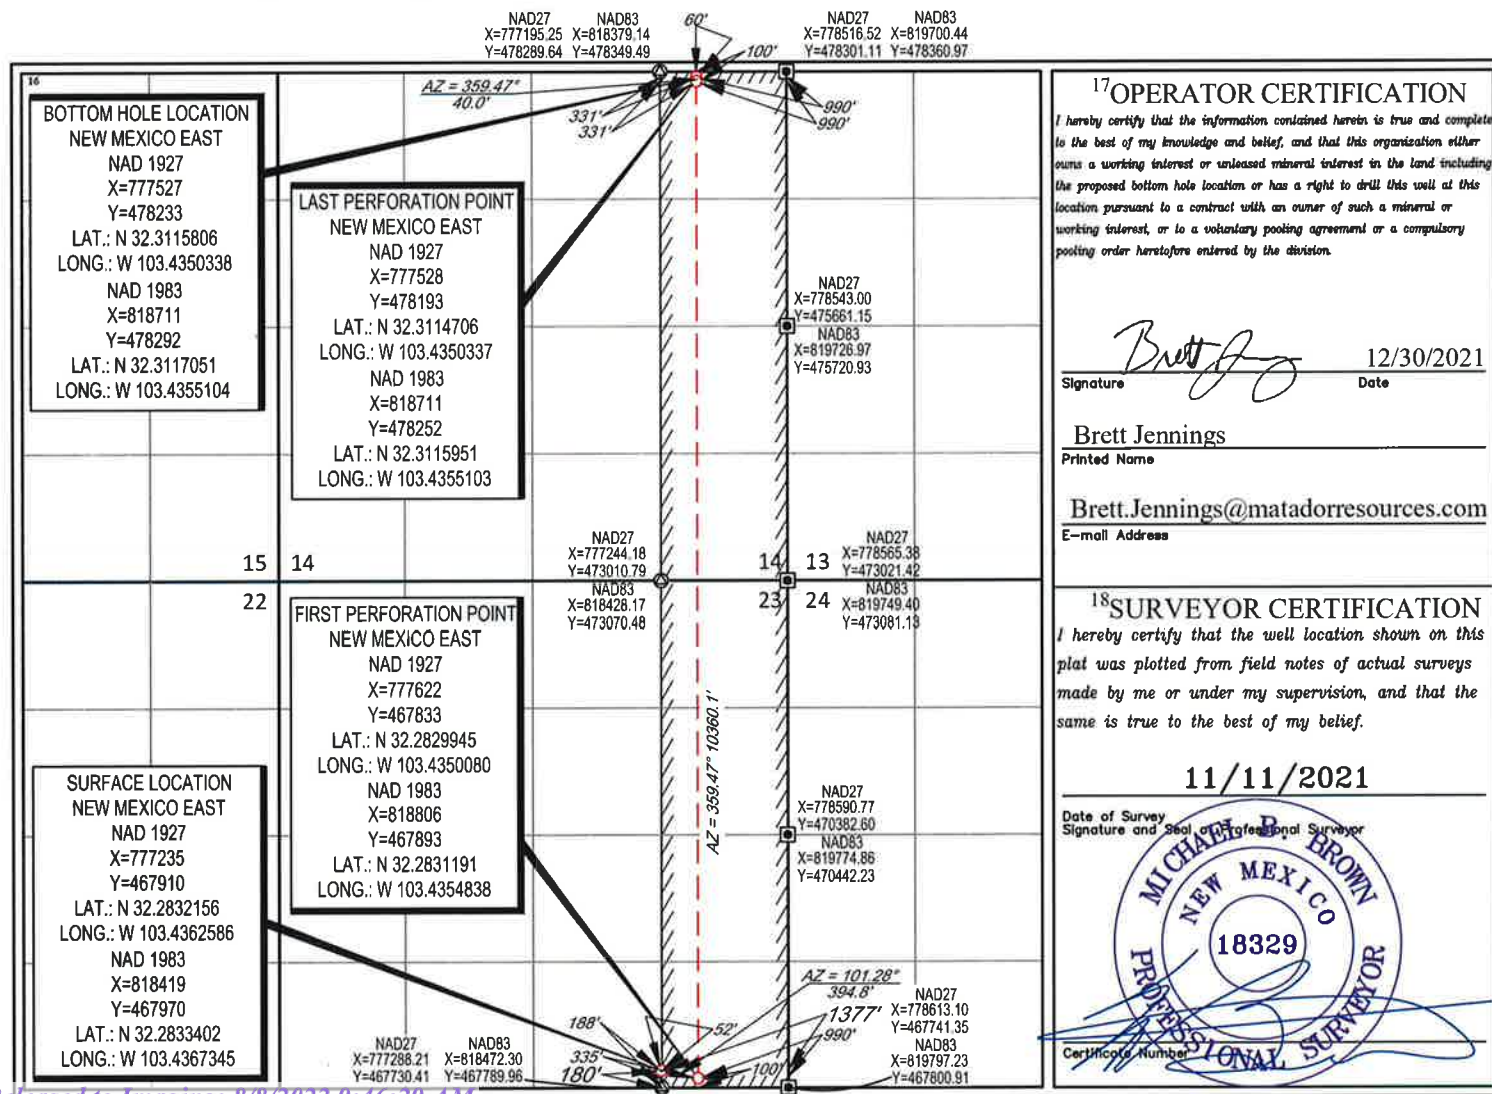 NAD27
X=777195.25
Y=478289.64
NAD83
X=818379.14
Y=478349.49
60'
100'
NAD27
X=778516.52
Y=478301.11
NAD83
X=819700.44
Y=478360.97
16
AZ = 359.47°
40.0'
331'
331'
990'
990'
BOTTOM HOLE LOCATION
NEW MEXICO EAST
NAD 1927
X=777527
Y=478233
LAT.: N 32.3115806
LONG.: W 103.4350338
NAD 1983
X=818711
Y=478292
LAT.: N 32.3117051
LONG.: W 103.4355104
LAST PERFORATION POINT
NEW MEXICO EAST
NAD 1927
X=777528
Y=478193
LAT.: N 32.3114706
LONG.: W 103.4350337
NAD 1983
X=818711
Y=478252
LAT.: N 32.3115951
LONG.: W 103.4355103
NAD27
X=778543.00
Y=475661.15
NAD83
X=819726.97
Y=475720.93
15
14
22
NAD27
X=777244.18
Y=473010.79
NAD83
X=818428.17
Y=473070.48
14
13
23
24
NAD27
X=778565.38
Y=473021.42
NAD83
X=819749.40
Y=473081.13
FIRST PERFORATION POINT
NEW MEXICO EAST
NAD 1927
X=777622
Y=467833
LAT.: N 32.2829945
LONG.: W 103.4350080
NAD 1983
X=818806
Y=467893
LAT.: N 32.2831191
LONG.: W 103.4354838
AZ = 359.47° 10360.1'
NAD27
X=778590.77
Y=470382.60
NAD83
X=819774.86
Y=470442.23
SURFACE LOCATION
NEW MEXICO EAST
NAD 1927
X=777235
Y=467910
LAT.: N 32.2832156
LONG.: W 103.4362586
NAD 1983
X=818419
Y=467970
LAT.: N 32.2833402
LONG.: W 103.4367345
AZ = 101.28°
394.8'
1377'
990'
188'
52'
335'
180'
100'
NAD27
X=777288.21
Y=467730.41
NAD83
X=818472.30
Y=467789.96
NAD27
X=778613.10
Y=467741.35
NAD83
X=819797.23
Y=467800.91
17OPERATOR CERTIFICATION
I hereby certify that the information contained herein is true and complete
to the best of my knowledge and belief, and that this organization either
owns a working interest or unleased mineral interest in the land including
the proposed bottom hole location or has a right to drill this well at this
location pursuant to a contract with an owner of such a mineral or
working interest, or to a voluntary pooling agreement or a compulsory
pooling order heretofore entered by the division.
12/30/2021
Signature Date
Brett Jennings
Printed Name
Brett.Jennings@matadorresources.com
E-mail Address
18SURVEYOR CERTIFICATION
I hereby certify that the well location shown on this
plat was plotted from field notes of actual surveys
made by me or under my supervision, and that the
same is true to the best of my belief.
11/11/2021
Date of Survey
Signature and Seal of Professional Surveyor
MICHAEL B. BROWN
NEW MEXICO
18329
PROFESSIONAL SURVEYOR
Certificate Number